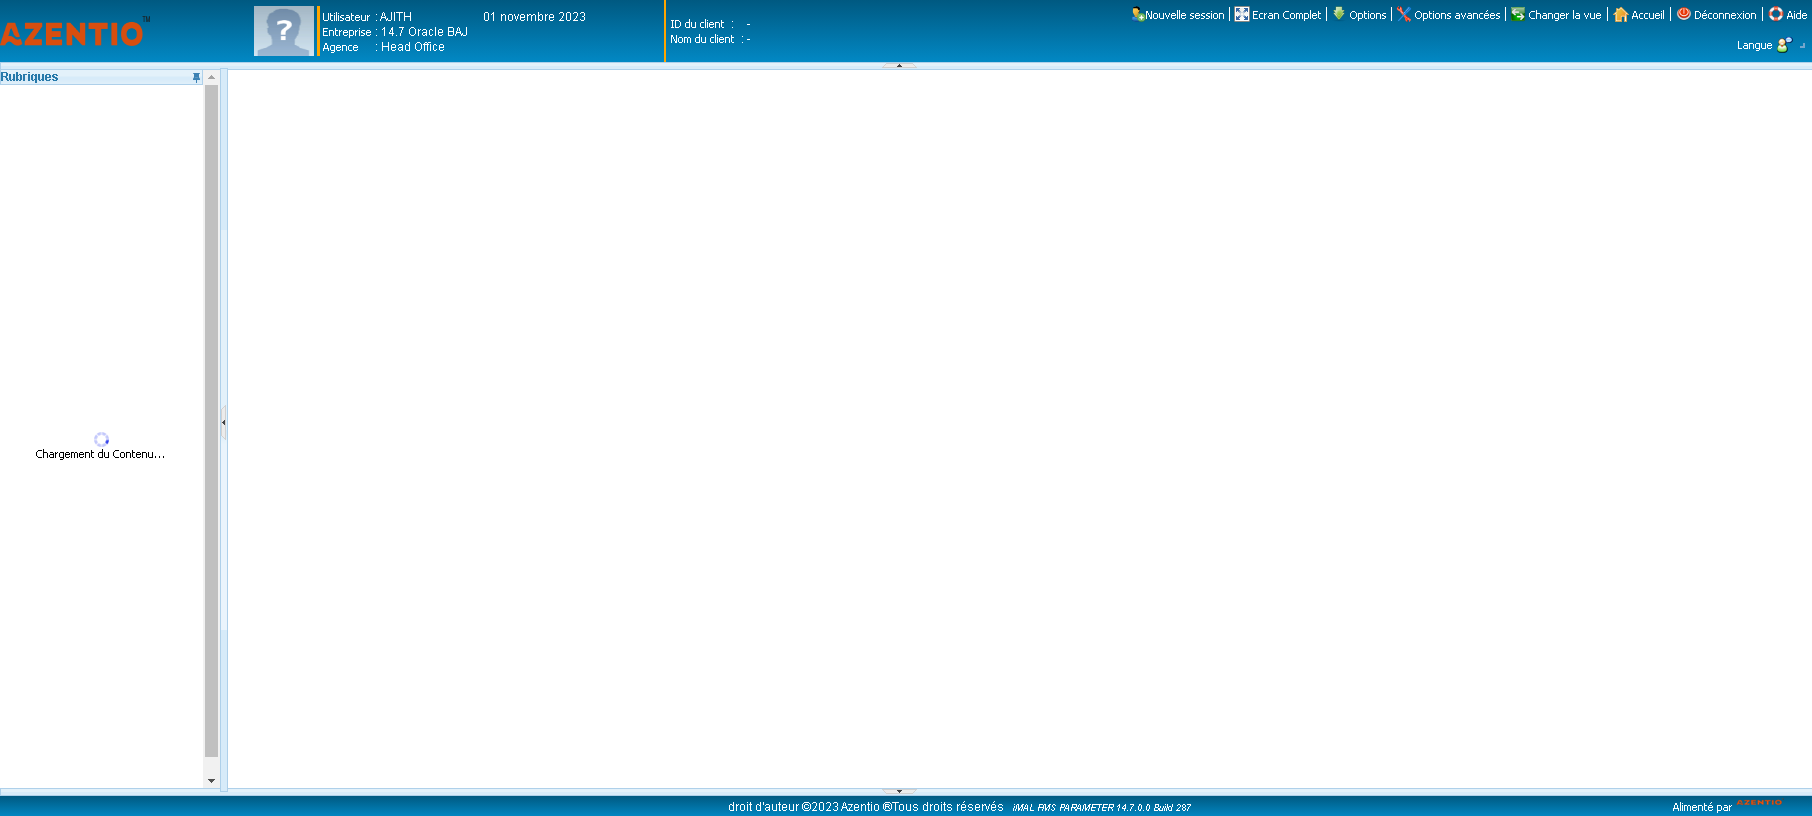 AZENTIO™
Utilisateur : AJITH 01 novembre 2023
Entreprise : 14.7 Oracle BAJ
Agence : Head Office
ID du client : -
Nom du client : -
Nouvelle session | Ecran Complet | Options | Options avancées | Changer la vue | Accueil | Déconnexion | Aide
Langue
Rubriques
Chargement du Contenu...
droit d'auteur ©2023 Azentio ®Tous droits réservés iMAL PMS PARAMETER 14.7.0.0 Build 287
Alimenté par AZENTIO